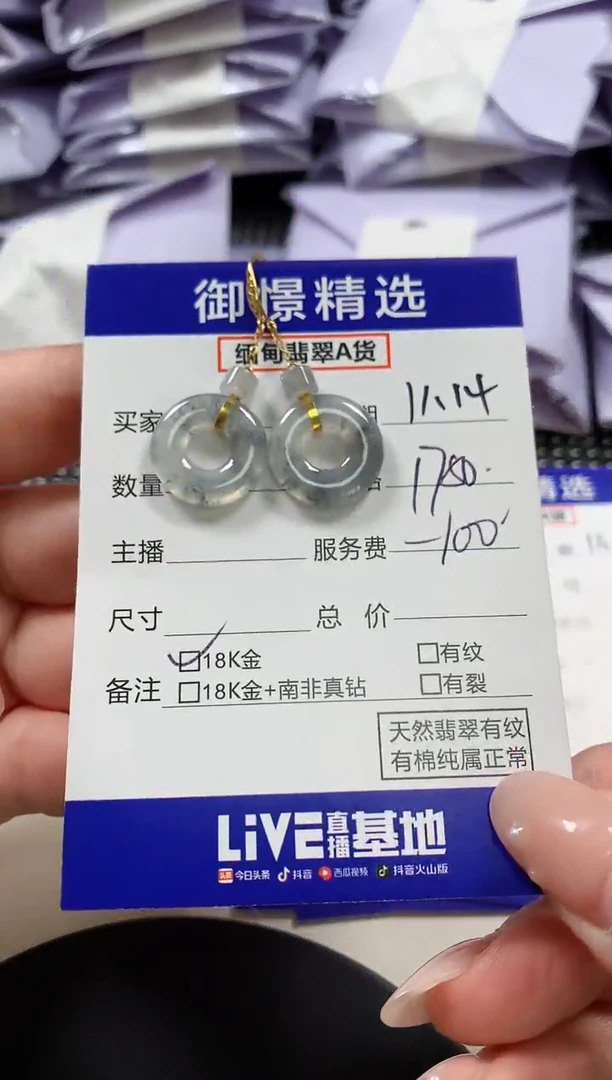 御憬精选
缅甸翡翠A货
买家
期 11.14
数量
1780.
主播
服务费 -100
尺寸
总 价
备注
18K金
有纹
18K金+南非真钻
有裂
天然翡翠有纹
有棉纯属正常
LiVE直播基地
头条 今日头条 抖音 西瓜视频 抖音火山版
精选